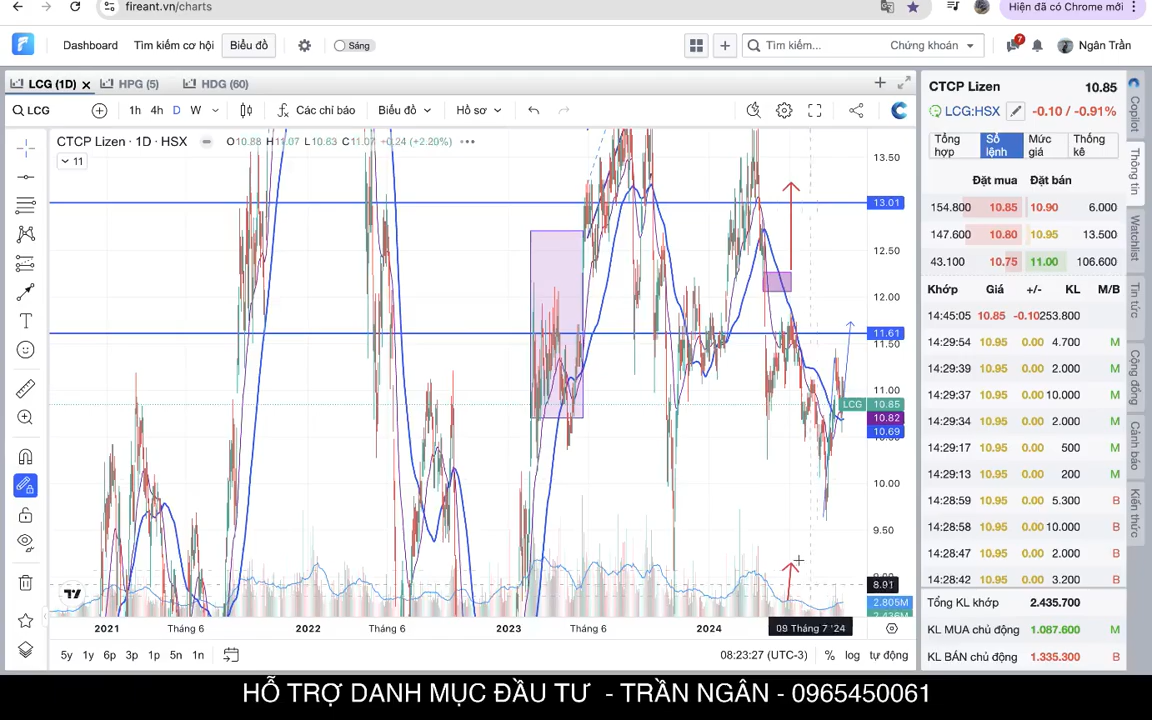 fireant.vn/charts
Hiện đã có Chrome mới
Dashboard Tìm kiếm cơ hội Biểu đồ Sáng
Tìm kiếm... Chứng khoán 7 Ngân Trần
LCG (1D) HPG (5) HDG (60)
LCG 1h 4h D W Các chỉ báo Biểu đồ Hồ sơ
CTCP Lizen · 1D · HSX O10.88 H11.07 L10.63 C11.07 +0.24 (+2.20%)
11
13.50
13.01
12.50
12.00
11.61
11.50
11.00
LCG 10.85
10.82
10.69
10.00
9.50
8.91
2.805M
2021 Tháng 6 2022 Tháng 6 2023 Tháng 6 2024 09 Tháng 7 '24
5y 1y 6p 3p 1p 5n 1n 08:23:27 (UTC-3) % log tự động
CTCP Lizen 10.85
LCG:HSX -0.10 / -0.91%
Tổng hợp Sổ lệnh Mức giá Thống kê
Đặt mua Đặt bán
154.800 10.85 10.90 6.000
147.600 10.80 10.95 13.500
43.100 10.75 11.00 106.600
Khớp Giá +/- KL M/B
14:45:05 10.85 -0.10 253.800
14:29:54 10.95 0.00 4.700 M
14:29:39 10.95 0.00 2.000 M
14:29:37 10.95 0.00 10.000 M
14:29:34 10.95 0.00 2.000 M
14:29:17 10.95 0.00 500 M
14:29:13 10.95 0.00 200 M
14:28:59 10.95 0.00 5.300 B
14:28:58 10.95 0.00 10.000 B
14:28:47 10.95 0.00 2.000 B
14:28:42 10.95 0.00 3.200 B
Tổng KL khớp 2.435.700
KL MUA chủ động 1.087.600 M
KL BÁN chủ động 1.335.300 B
Copilot
Thông tin
Watchlist
Tin tức
Cộng đồng
Cảnh báo
Kiến thức
HỖ TRỢ DANH MỤC ĐẦU TƯ - TRẦN NGÂN - 0965450061